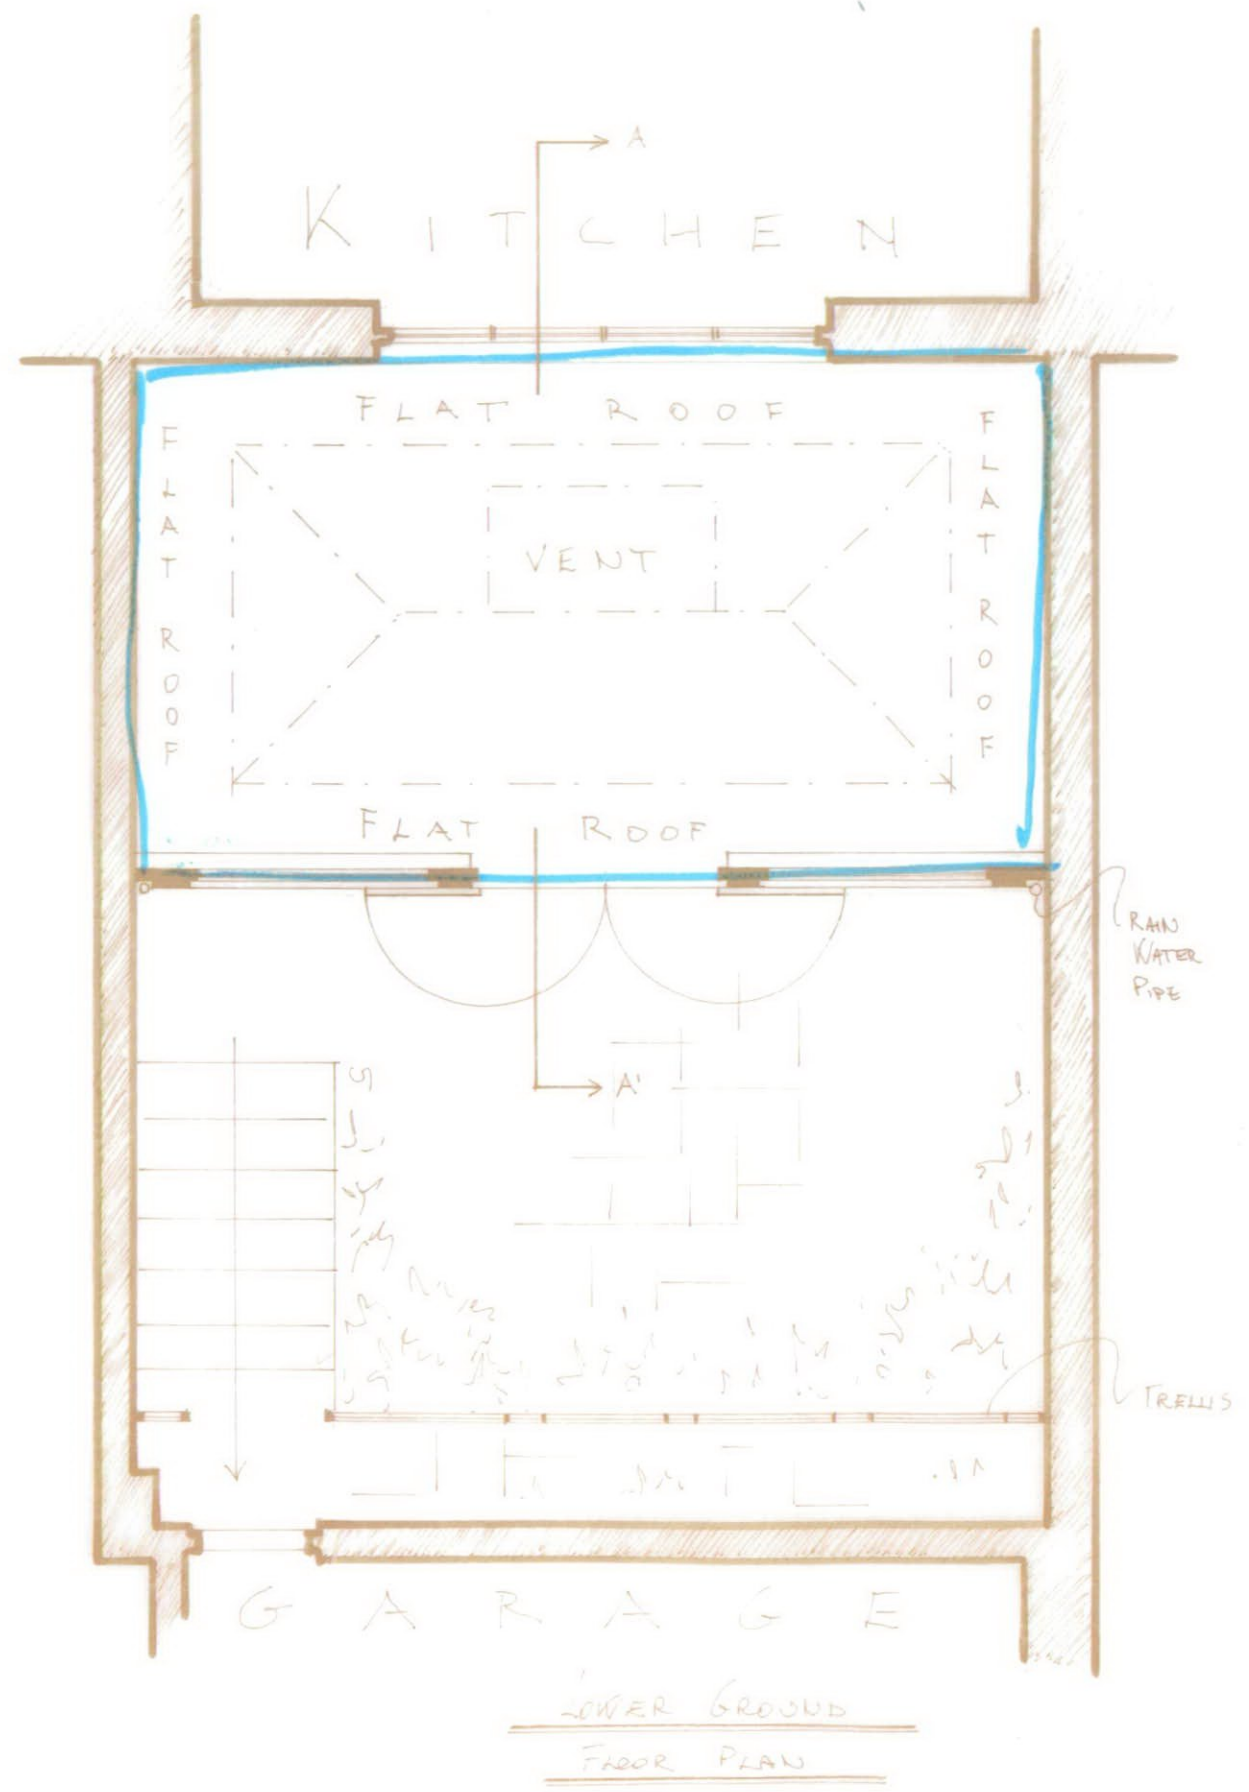 A
KITCHEN
FLAT ROOF
FLAT ROOF
FLAT ROOF
VENT
FLAT ROOF
RAIN
WATER
PIPE
A'
TRELLIS
GARAGE
LOWER GROUND
FLOOR PLAN